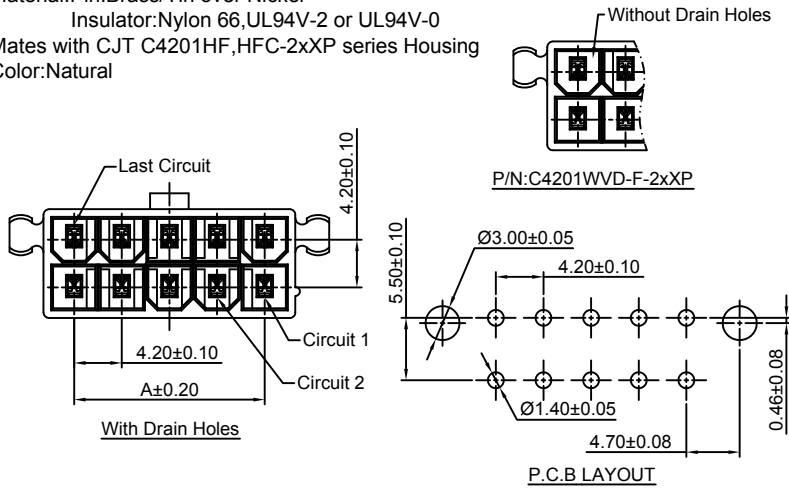 Insulator:Nylon 66,UL94V-2 or UL94V-0
Mates with CJT C4201HF,HFC-2xXP series Housing
Color:Natural
Without Drain Holes
P/N:C4201WVD-F-2xXP
Last Circuit
4.20±0.10
Circuit 1
4.20±0.10
Circuit 2
A±0.20
With Drain Holes
Ø3.00±0.05
5.50±0.10
4.20±0.10
Ø1.40±0.05
0.46±0.08
4.70±0.08
P.C.B LAYOUT